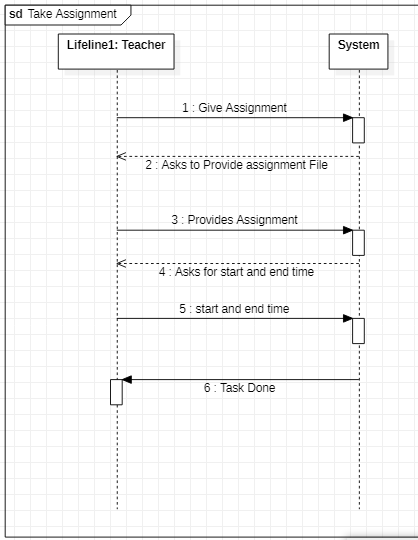 sd Take Assignment
Lifeline1: Teacher
System
1 : Give Assignment
2 : Asks to Provide assignment File
3 : Provides Assignment
4 : Asks for start and end time
5 : start and end time
6 : Task Done